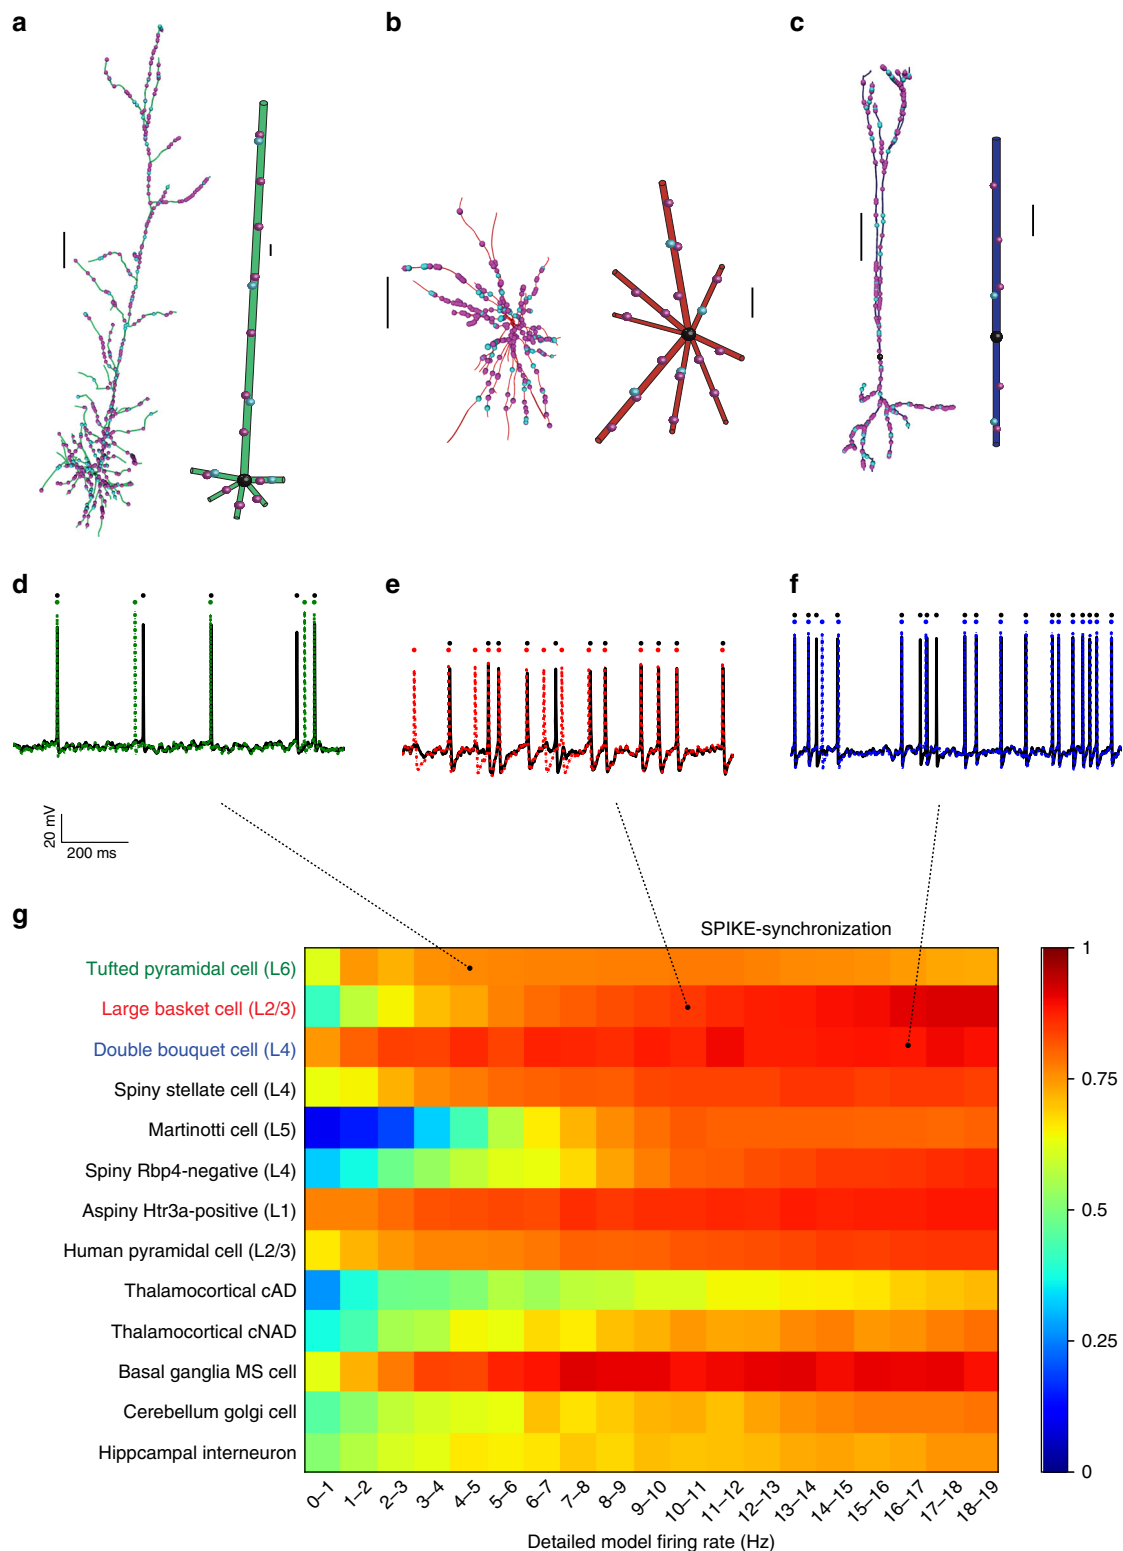 a
b
c
d
e
f
20 mV
200 ms
g
SPIKE-synchronization
Tufted pyramidal cell (L6)
Large basket cell (L2/3)
Double bouquet cell (L4)
Spiny stellate cell (L4)
Martinotti cell (L5)
Spiny Rbp4-negative (L4)
Aspiny Htr3a-positive (L1)
Human pyramidal cell (L2/3)
Thalamocortical cAD
Thalamocortical cNAD
Basal ganglia MS cell
Cerebellum golgi cell
Hippcampal interneuron
1
0.75
0.5
0.25
0
0–1
1–2
2–3
3–4
4–5
5–6
6–7
7–8
8–9
9–10
10–11
11–12
12–13
13–14
14–15
15–16
16–17
17–18
18–19
Detailed model firing rate (Hz)